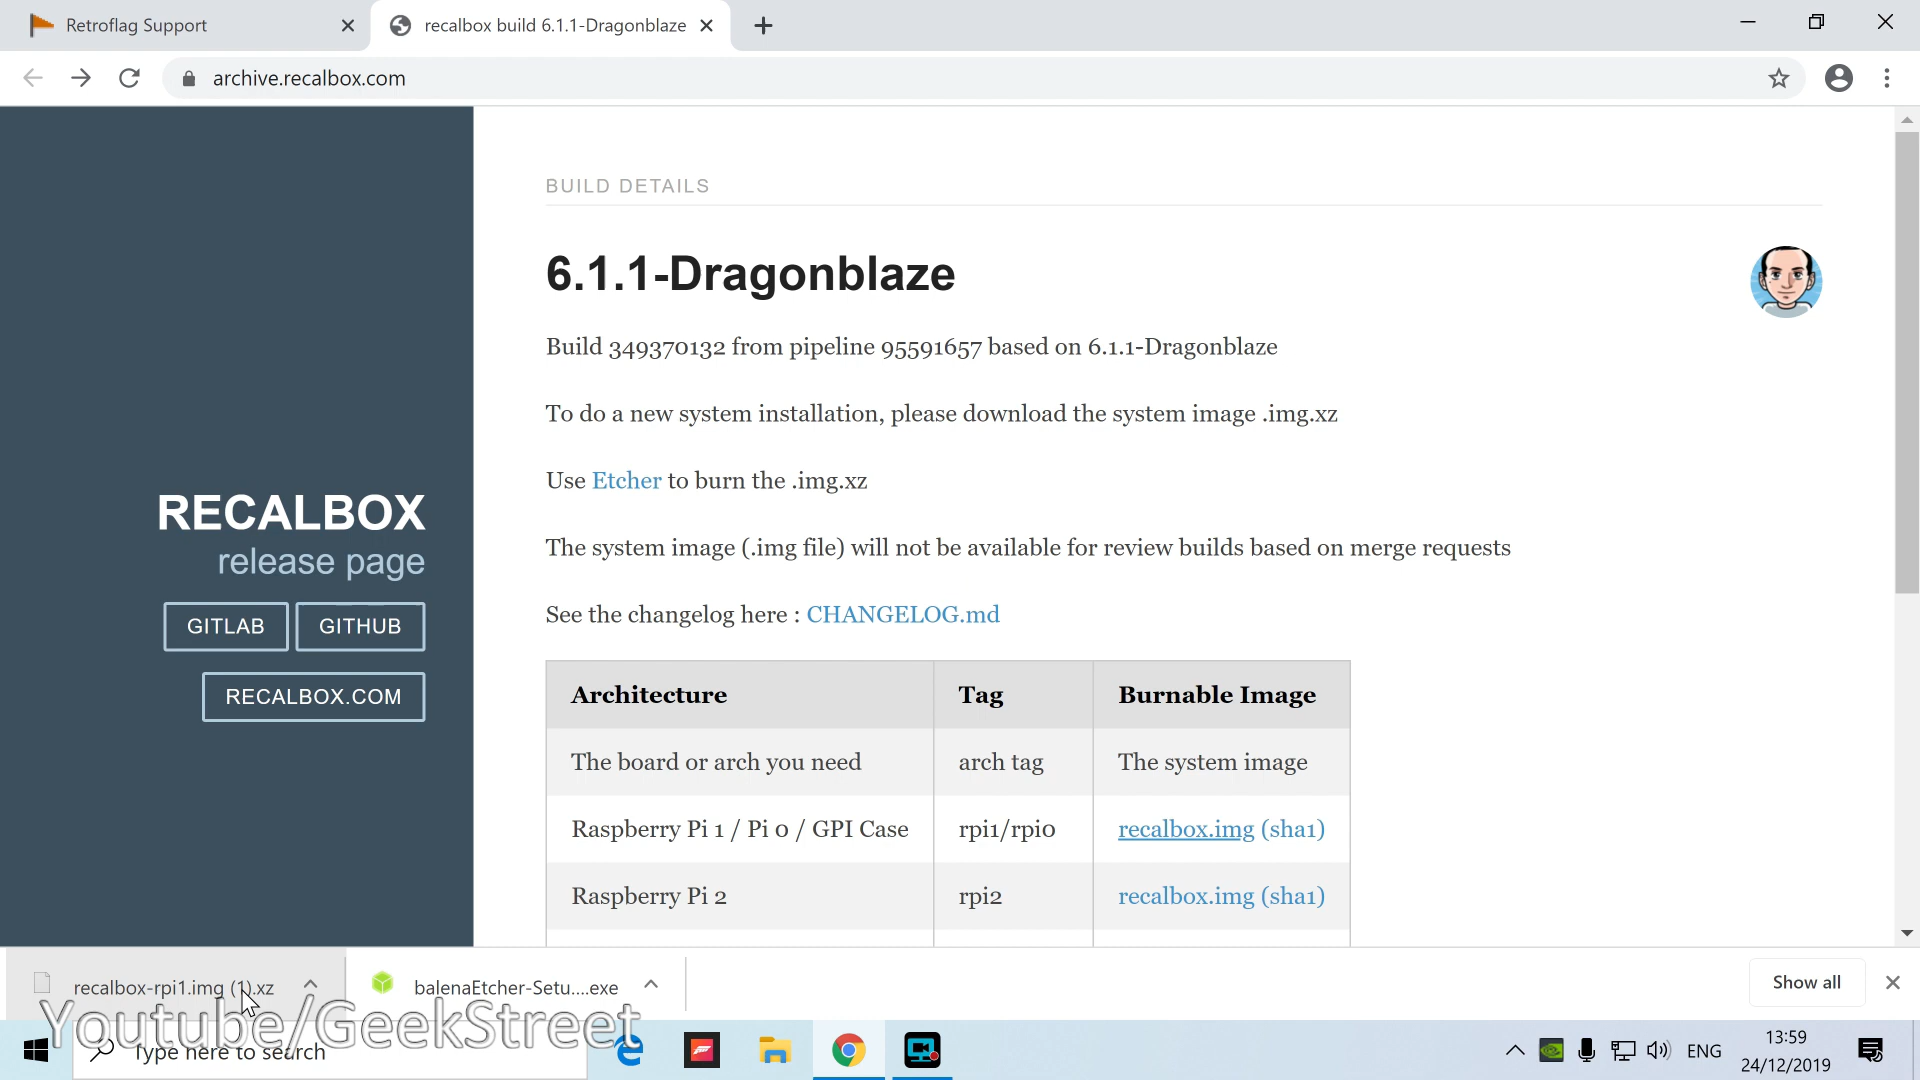 Retroflag Support
recalbox build 6.1.1-Dragonblaze
archive.recalbox.com
BUILD DETAILS
6.1.1-Dragonblaze
Build 349370132 from pipeline 95591657 based on 6.1.1-Dragonblaze
To do a new system installation, please download the system image .img.xz
Use Etcher to burn the .img.xz
The system image (.img file) will not be available for review builds based on merge requests
See the changelog here : CHANGELOG.md
RECALBOX
release page
GITLAB GITHUB
RECALBOX.COM
Architecture Tag Burnable Image
The board or arch you need arch tag The system image
Raspberry Pi 1 / Pi 0 / GPI Case rpi1/rpi0 recalbox.img (sha1)
Raspberry Pi 2 rpi2 recalbox.img (sha1)
recalbox-rpi1.img (1).xz balenaEtcher-Setu....exe Show all
Youtube/GeekStreet
Type here to search
ENG
13:59
24/12/2019